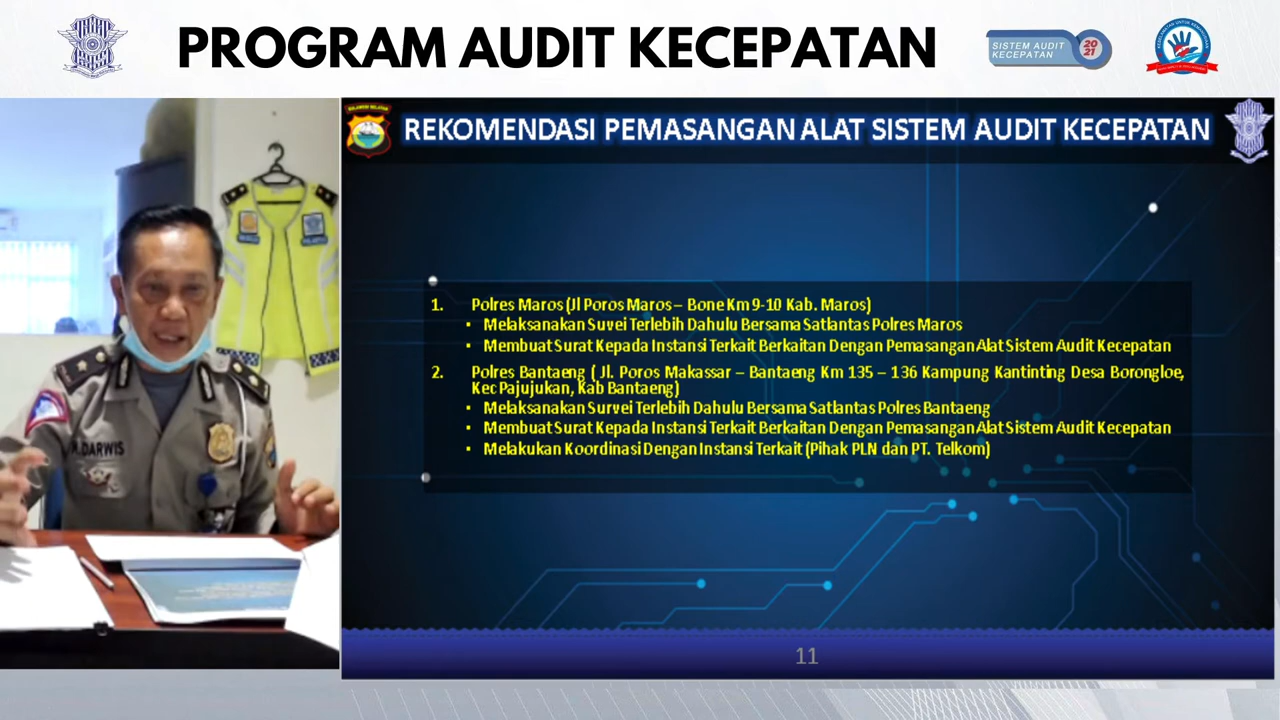 PROGRAM AUDIT KECEPATAN
SISTEM AUDIT
KECEPATAN
20
21
SULAWESI SELATAN
REKOMENDASI PEMASANGAN ALAT SISTEM AUDIT KECEPATAN
1. Polres Maros (Jl Poros Maros – Bone Km 9-10 Kab. Maros)
▪ Melaksanakan Suvei Terlebih Dahulu Bersama Satlantas Polres Maros
▪ Membuat Surat Kepada Instansi Terkait Berkaitan Dengan Pemasangan Alat Sistem Audit Kecepatan
2. Polres Bantaeng ( Jl. Poros Makassar – Bantaeng Km 135 – 136 Kampung Kantinting Desa Borongloe,
Kec Pajujukan, Kab Bantaeng)
▪ Melaksanakan Survei Terlebih Dahulu Bersama Satlantas Polres Bantaeng
▪ Membuat Surat Kepada Instansi Terkait Berkaitan Dengan Pemasangan Alat Sistem Audit Kecepatan
▪ Melakukan Koordinasi Dengan Instansi Terkait (Pihak PLN dan PT. Telkom)
M.DARWIS
11